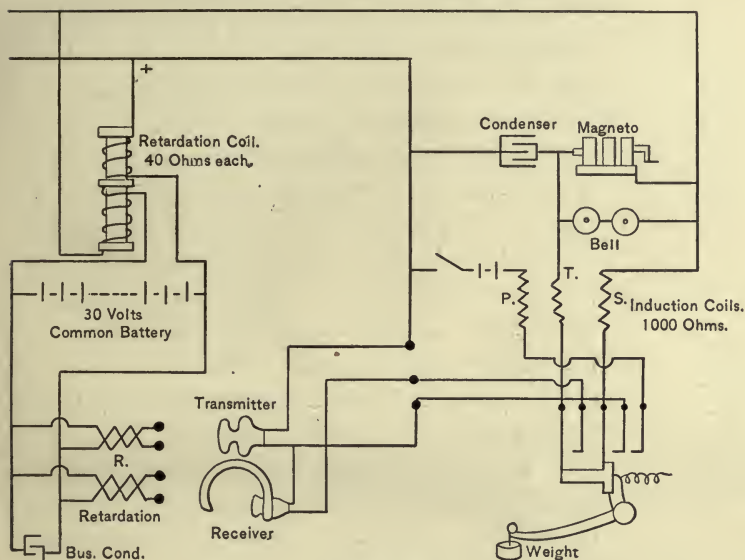 +
Retardation Coil.
40 Ohms each.
Condenser
Magneto
Bell
T.
P.
S.
Induction Coils.
1000 Ohms.
30 Volts
Common Battery
Transmitter
R.
Retardation
Receiver
Bus. Cond.
Weight